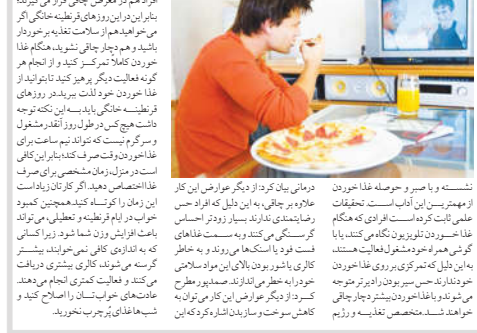 نشسته و با صبر و حوصله غذا خوردن
از مهمترین این آداب است. تحقیقات
علمی ثابت کرده است افرادی که هنگام
غذا خوردن تلویزیون نگاه می‌کنند، یا با
گوشی همراه خود مشغول فعالیت هستند،
به این دلیل که تمرکزی بر روی غذا خوردن
خود ندارند حس سیر بودن را دیرتر متوجه
می‌شوند و با غذا خوردن بیشتر دچار چاقی
خواهند شد. متخصص تغذیه و رژیم
درمانی بیان کرد: از دیگر عوارض این کار
علاوه بر چاقی، به این دلیل که افراد حس
رضایتمندی ندارند بسیار زودتر احساس
گرسنگی می‌کنند و به سمت غذاهای
فست فود یا اسنک‌ها می‌روند و به خاطر
کالری یا شور بودن بالای این مواد سلامتی
خود را به خطر می‌اندازند. صمدپور مطرح
کرد: از دیگر عوارض این کار می‌توان به
کاهش سوخت و ساز بدن اشاره کرد که این
افراد هم در معرض چاقی قرار می‌گیرند؛
بنابراین در این روزهای قرنطینه خانگی اگر
می‌خواهید هم از سلامت تغذیه برخوردار
باشید و هم دچار چاقی نشوید، هنگام غذا
خوردن کاملا تمرکز کنید و از انجام هر
گونه فعالیت دیگر پرهیز کنید تا بتوانید از
غذا خوردن خود لذت ببرید. در روزهای
قرنطینه خانگی باید به این نکته توجه
داشت هیچ کس در طول روز آنقدر مشغول
و سرگرم نیست که نتواند نیم ساعت برای
غذا خوردن وقت صرف کند؛ بنابراین کافی
است در منزل، زمان مشخصی برای صرف
غذا اختصاص دهید. اگر کارتان زیاد است
این زمان را کوتاه کنید. همچنین کمبود
خواب در ایام قرنطینه و تعطیلی، می‌تواند
باعث افزایش وزن شما شود. زیرا کسانی
که به اندازه‌ی کافی نمی‌خوابند، بیشتر
گرسنه می‌شوند، کالری بیشتری دریافت
می‌کنند و فعالیت کمتری انجام می‌دهند.
عادت‌های خوابتان را اصلاح کنید و
شب‌ها غذای پُرچرب نخورید.